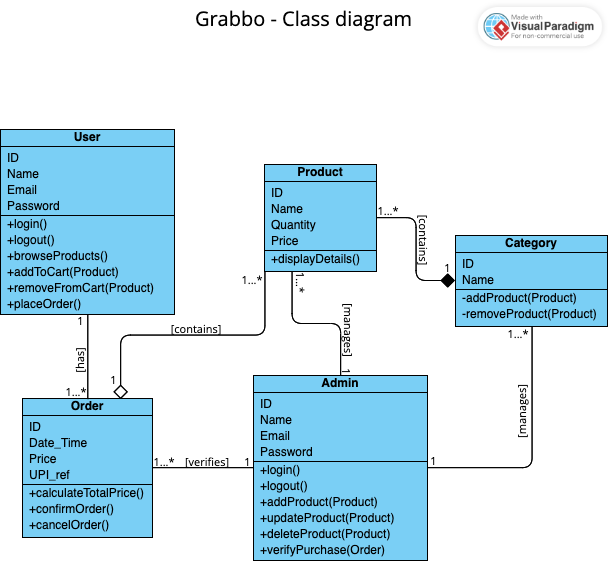 Grabbo - Class diagram
Made with
Visual Paradigm
For non-commercial use
User
ID
Name
Email
Password
+login()
+logout()
+browseProducts()
+addToCart(Product)
+removeFromCart(Product)
+placeOrder()
Product
ID
Name
Quantity
Price
+displayDetails()
1...*
[contains]
1
Category
ID
Name
-addProduct(Product)
-removeProduct(Product)
1...*
1...*
[manages]
1
1
[has]
1...*
[contains]
1
1...*
[manages]
1
Order
ID
Date_Time
Price
UPI_ref
+calculateTotalPrice()
+confirmOrder()
+cancelOrder()
1...*
[verifies]
1
Admin
ID
Name
Email
Password
+login()
+logout()
+addProduct(Product)
+updateProduct(Product)
+deleteProduct(Product)
+verifyPurchase(Order)